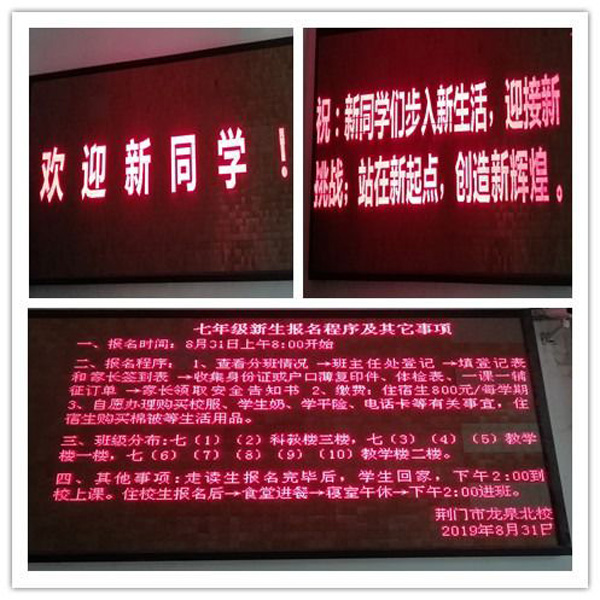 欢迎新同学！
祝：新同学们步入新生活，迎接新
挑战；站在新起点，创造新辉煌。
七年级新生报名程序及其它事项
一、报名时间：8月31日上午8:00开始
二、报名程序： 1、查看分班情况 →班主任处登记 →填登记表
和家长签到表 →收集身份证或户口薄复印件、体检表、一课一辅
征订单 →家长领取安全告知书 2、缴费：住宿生800元/每学期
3、自愿办理购买校服、学生奶、学平险、电话卡等有关事宜，住
宿生购买棉被等生活用品。
三、班级分布:七（1）（2）科教楼三楼，七（3）（4）（5）教学
楼一楼，七（6）（7）（8）（9）（10）教学楼二楼。
四、其他事项:走读生报名完毕后，学生回家，下午2:00到
校上课。住校生报名后→食堂进餐→寝室午休→下午2:00进班。
荆门市龙泉北校
2019年8月31日